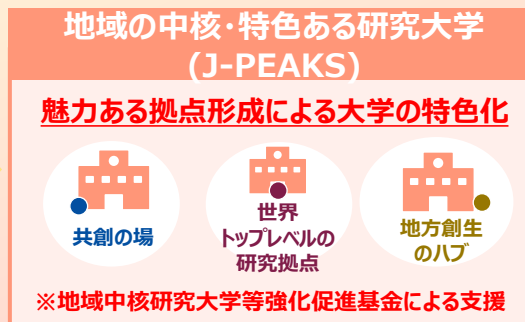 地域の中核・特色ある研究大学
(J-PEAKS)
魅力ある拠点形成による大学の特色化
共創の場
世界
トップレベルの
研究拠点
地方創生
のハブ
※地域中核研究大学等強化促進基金による支援